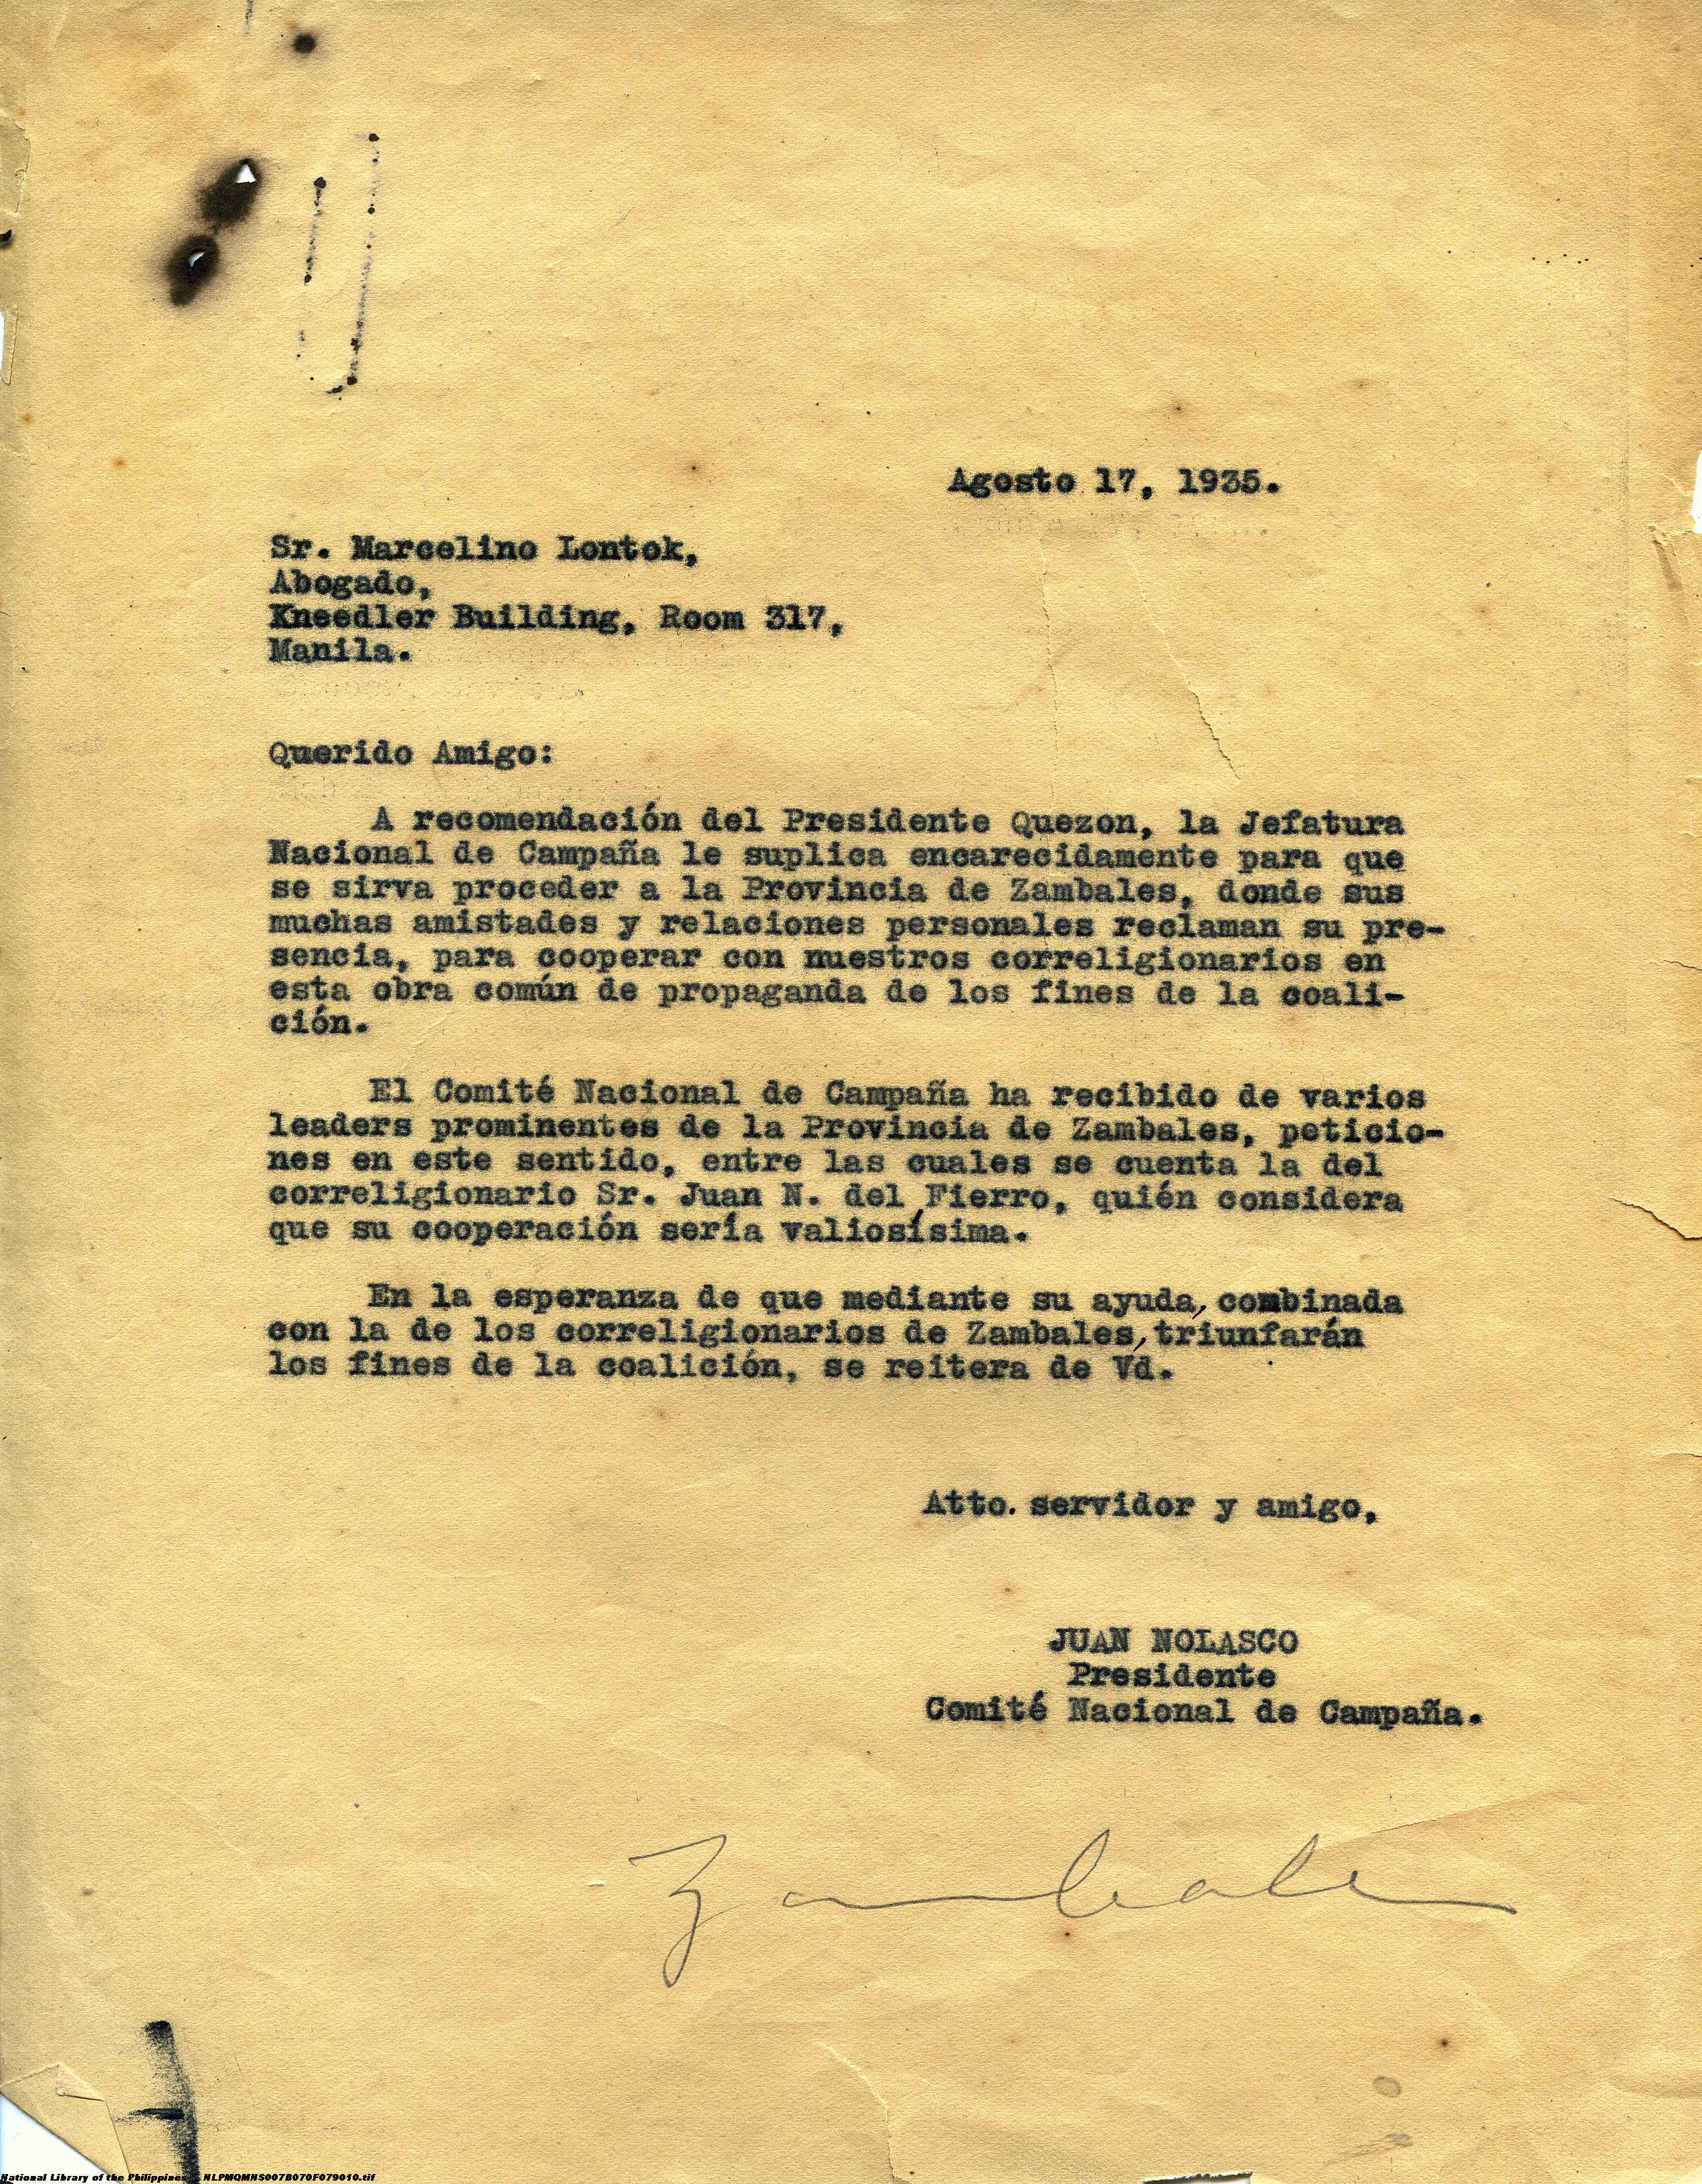 Agosto 17, 1935.
Sr. Marcelino Lontok,
Abogado,
Kneedler Building, Room 317,
Manila.
Querido Amigo:
A recomendación del Presidente Quezon, la Jefatura
Nacional de Campaña le suplica encarecidamente para que
se sirva proceder a la Provincia de Zambales, donde sus
muchas amistades y relaciones personales reclaman su pre-
sencia, para cooperar con nuestros correligionarios en
esta obra común de propaganda de los fines de la coali-
ción.
El Comité Nacional de Campaña ha recibido de varios
leaders prominentes de la Provincia de Zambales, peticio-
nes en este sentido, entre las cuales se cuenta la del
correligionario Sr. Juan N. del Fierro, quién considera
que su cooperación sería valiosísima.
En la esperanza de que mediante su ayuda, combinada
con la de los correligionarios de Zambales, triunfarán
los fines de la coalición, se reitera de Vd.
Atto. servidor y amigo,
JUAN NOLASCO
Presidente
Comité Nacional de Campaña.
Zambales
National Library of the Philippines NLPMQMNS007B070F079010.tif